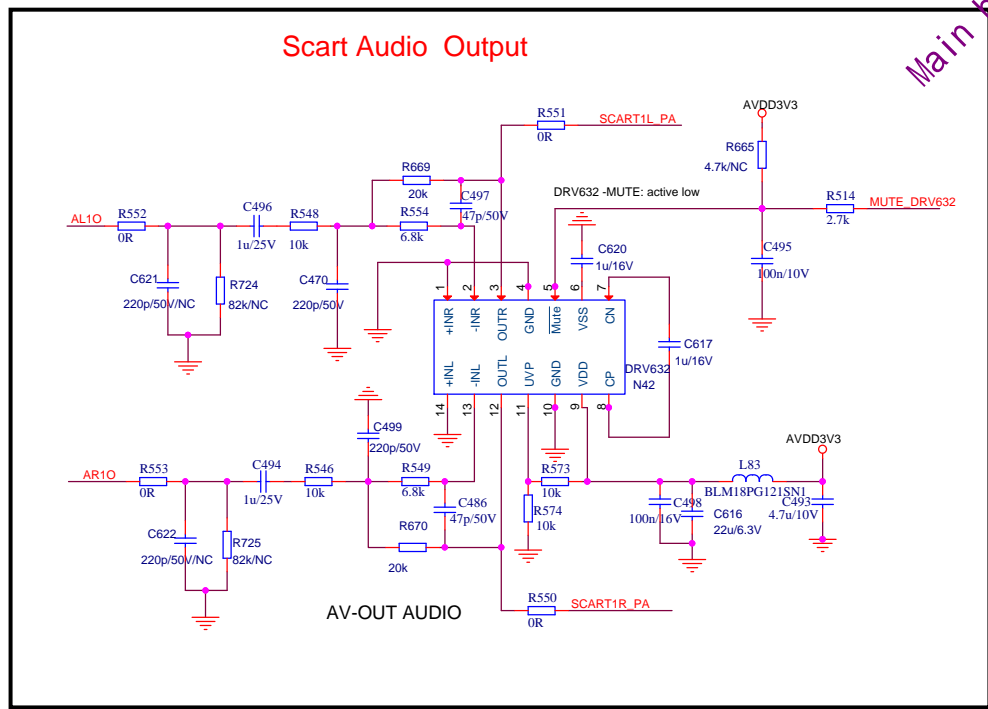 Scart Audio Output
Main
AVDD3V3
R551
0R
SCART1L_PA
R665
4.7k/NC
R669
20k
C497
47p/50V
DRV632 -MUTE: active low
R514
2.7k
MUTE_DRV632
AL1O
R552
0R
C496
1u/25V
R548
10k
R554
6.8k
C620
1u/16V
C495
100n/10V
C621
220p/50V/NC
R724
82k/NC
C470
220p/50V
1 2 3 4 5 6 7
+INR -INR OUTR GND Mute VSS CN
+INL -INL OUTL UVP GND VDD CP
14 13 12 11 10 9 8
C617
1u/16V
DRV632
N42
C499
220p/50V
AVDD3V3
AR1O
R553
0R
C494
1u/25V
R546
10k
R549
6.8k
R573
10k
L83
BLM18PG121SN1
C486
47p/50V
R574
10k
C498
100n/16V
C616
22u/6.3V
C493
4.7u/10V
C622
220p/50V/NC
R725
82k/NC
R670
20k
AV-OUT AUDIO
R550
0R
SCART1R_PA